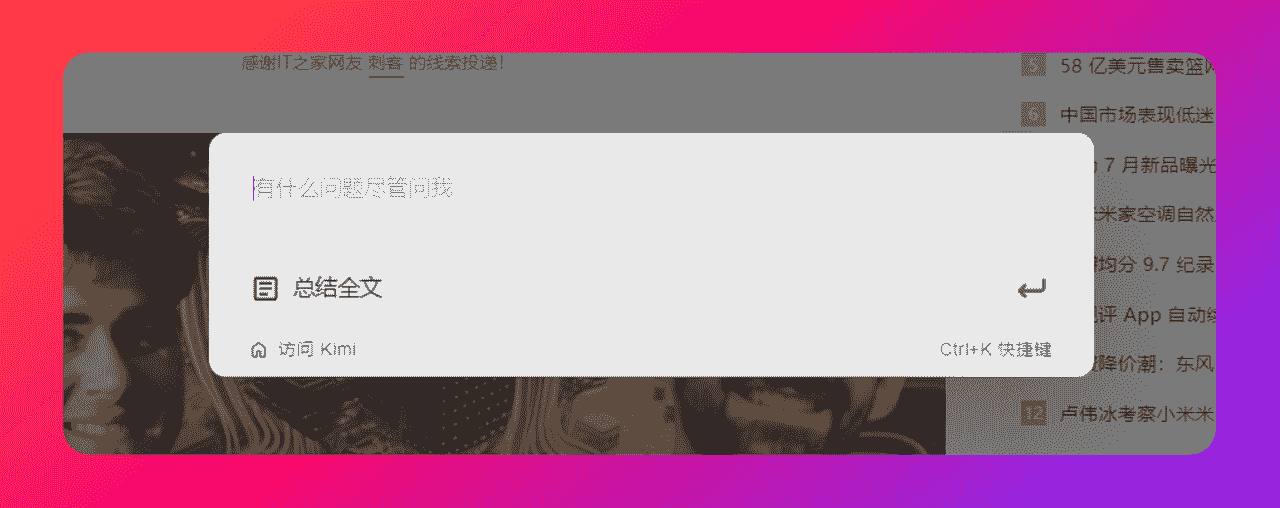 感谢IT之家网友 刺客 的线索投递!
有什么问题尽管问我
总结全文
访问 Kimi
Ctrl+K 快捷键
5 58 亿美元售卖篮
6 中国市场表现低迷
7 月新品曝光
米家空调自然
均分 9.7 纪录
评 App 自动
降价潮：东风
12 卢伟冰考察小米米